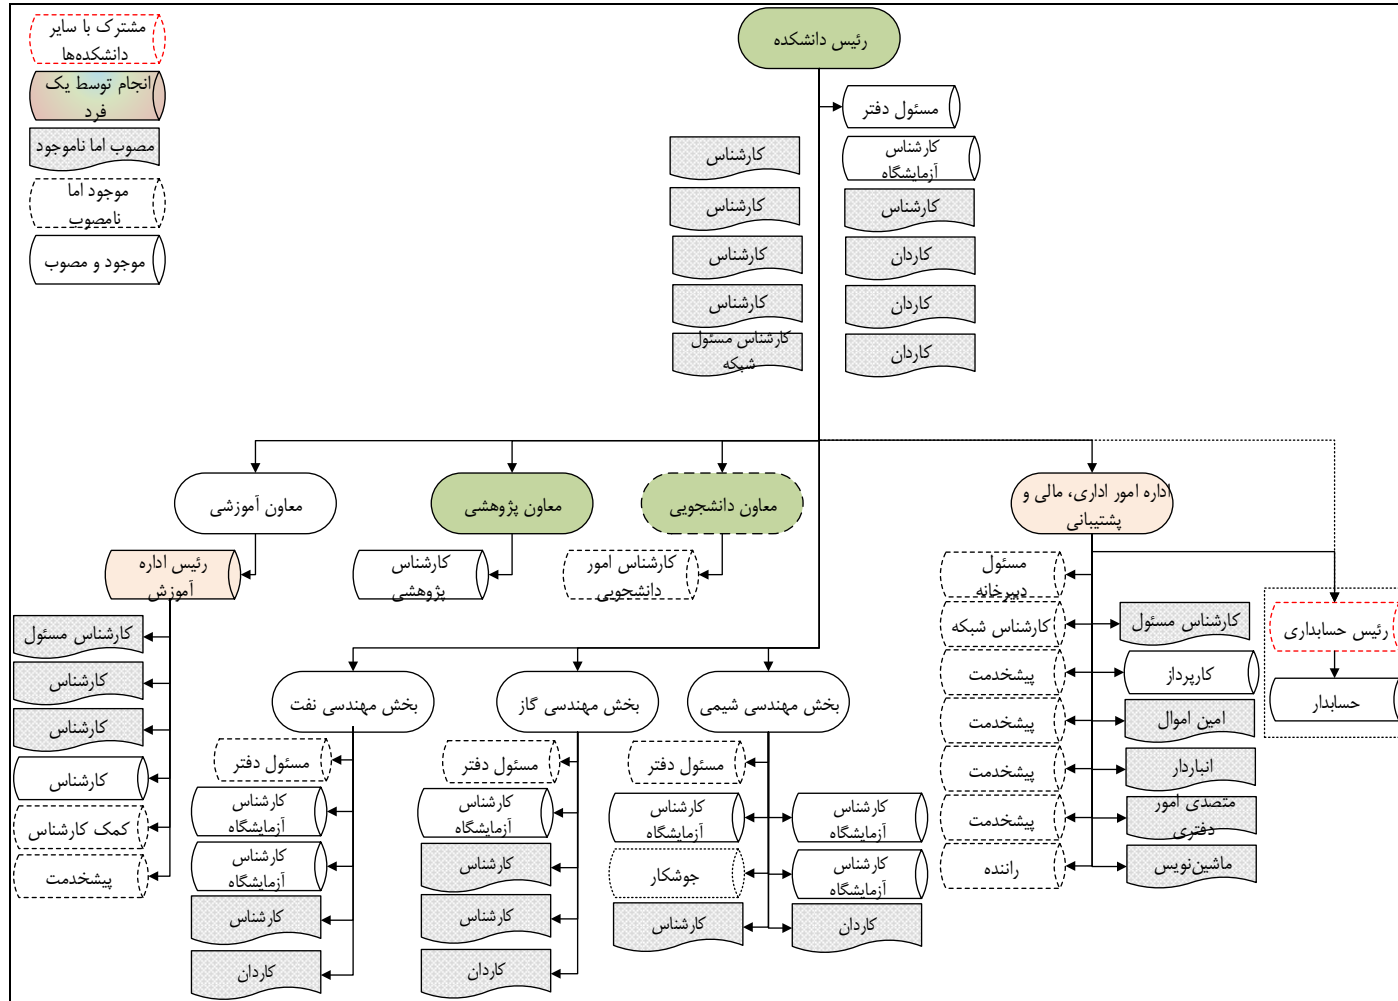 مشترک با سایر
دانشکده‌ها
انجام توسط یک
فرد
مصوب اما ناموجود
موجود اما
نامصوب
موجود و مصوب
رئیس دانشکده
مسئول دفتر
کارشناس
آزمایشگاه
کارشناس
کاردان
کاردان
کاردان
کارشناس
کارشناس
کارشناس
کارشناس
کارشناس مسئول
شبکه
اداره امور اداری، مالی و
پشتیبانی
معاون دانشجویی
معاون پژوهشی
معاون آموزشی
رئیس حسابداری
حسابدار
کارشناس مسئول
کارپرداز
امین اموال
انباردار
متصدی امور
دفتری
ماشین‌نویس
مسئول
دبیرخانه
کارشناس شبکه
پیشخدمت
پیشخدمت
پیشخدمت
پیشخدمت
راننده
کارشناس امور
دانشجویی
کارشناس
پژوهشی
رئیس اداره
آموزش
کارشناس مسئول
کارشناس
کارشناس
کارشناس
کمک کارشناس
پیشخدمت
بخش مهندسی شیمی
مسئول دفتر
کارشناس
آزمایشگاه
کارشناس
آزمایشگاه
کاردان
کارشناس
آزمایشگاه
جوشکار
کارشناس
بخش مهندسی گاز
مسئول دفتر
کارشناس
آزمایشگاه
کارشناس
کارشناس
کاردان
بخش مهندسی نفت
مسئول دفتر
کارشناس
آزمایشگاه
کارشناس
آزمایشگاه
کارشناس
کاردان